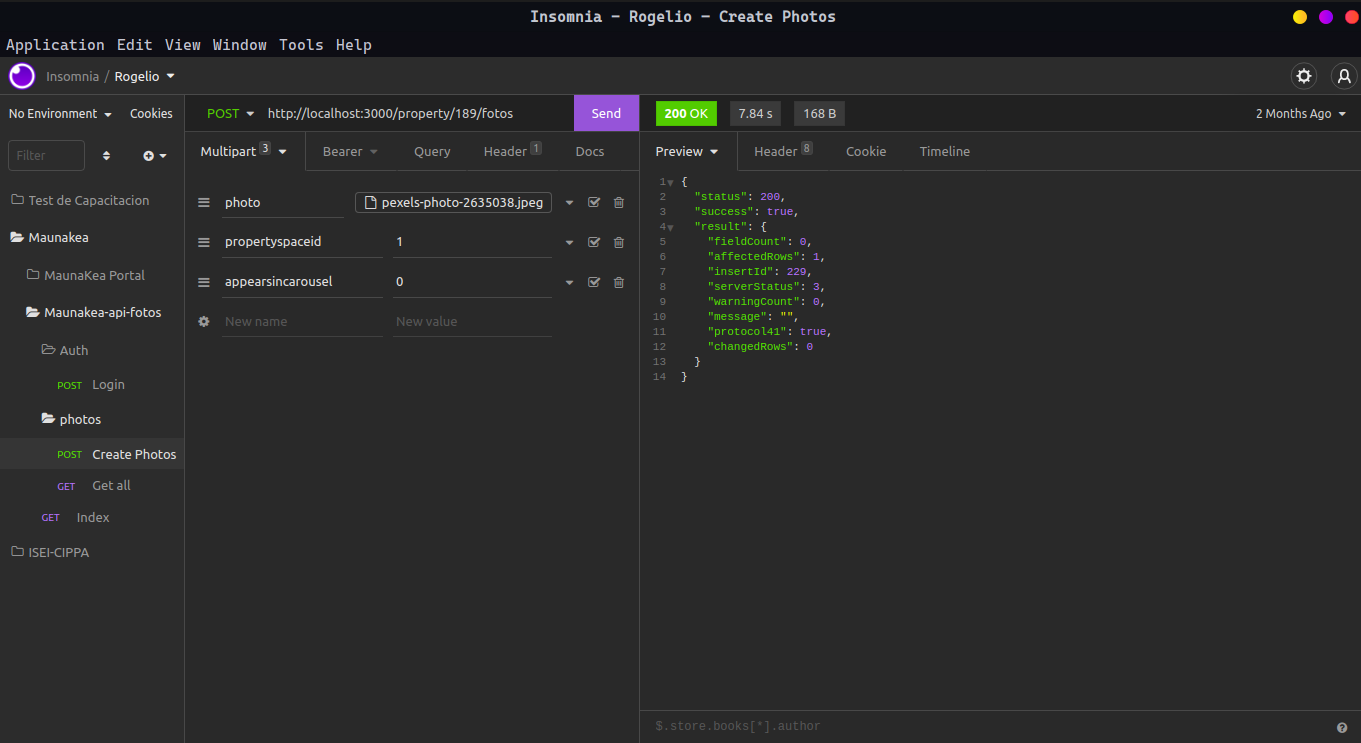 Insomnia – Rogelio – Create Photos
Application Edit View Window Tools Help
Insomnia / Rogelio
No Environment Cookies
Filter
Test de Capacitacion
Maunakea
MaunaKea Portal
Maunakea-api-fotos
Auth
POST Login
photos
POST Create Photos
GET Get all
GET Index
ISEI-CIPPA
POST http://localhost:3000/property/189/fotos Send
Multipart 3 Bearer Query Header 1 Docs
photo pexels-photo-2635038.jpeg
propertyspaceid 1
appearsincarousel 0
New name New value
200 OK 7.84 s 168 B 2 Months Ago
Preview Header 8 Cookie Timeline
1 {
2 "status": 200,
3 "success": true,
4 "result": {
5 "fieldCount": 0,
6 "affectedRows": 1,
7 "insertId": 229,
8 "serverStatus": 3,
9 "warningCount": 0,
10 "message": "",
11 "protocol41": true,
12 "changedRows": 0
13 }
14 }
$.store.books[*].author